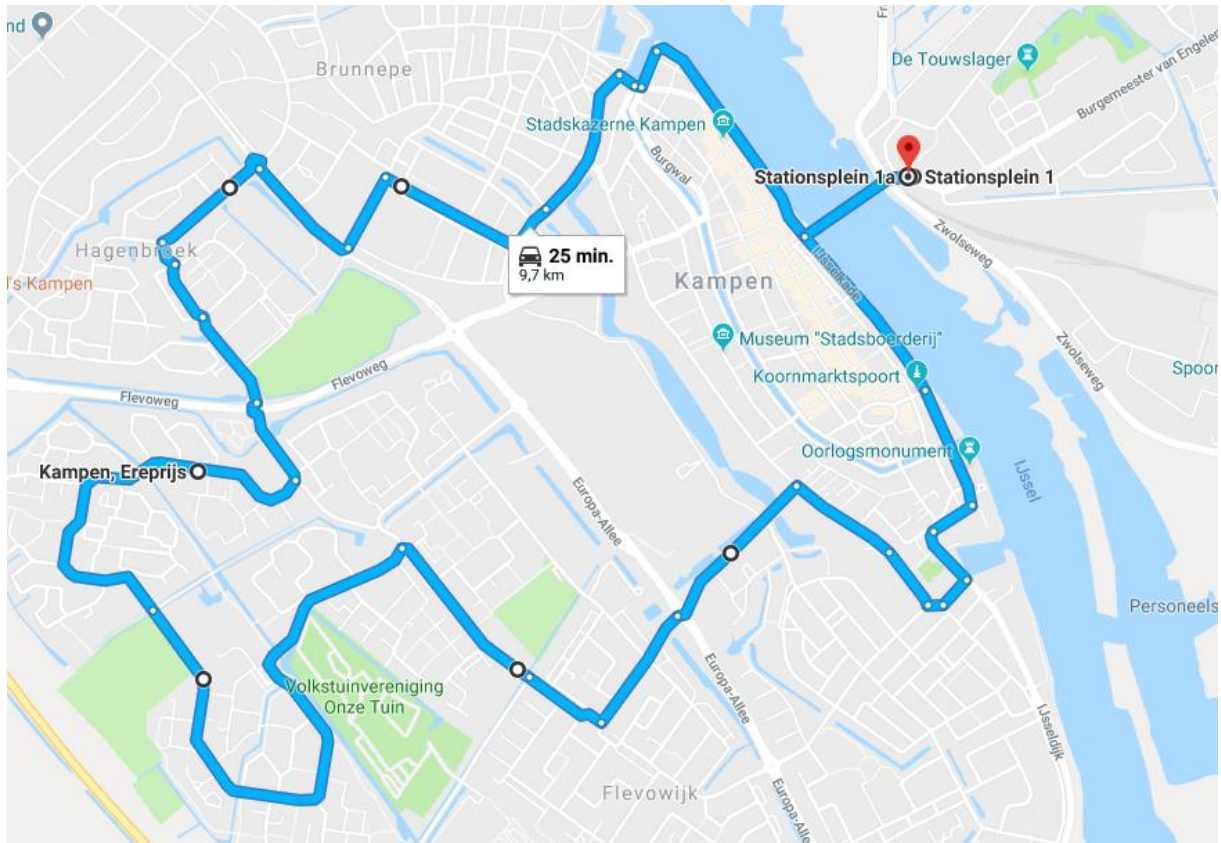 nd
Brunnepe
De Touwslager
Burgemeester van Engelen
Fr
Stadskazerne Kampen
Burgwal
Stationsplein 1a
Stationsplein 1
Zwolseweg
Hagenbroek
25 min.
9,7 km
l's Kampen
Kampen
IJsselkade
Museum "Stadsboerderij"
Koornmarktspoort
Zwolseweg
Spoor
Flevoweg
Flevoweg
Oorlogsmonument
IJssel
Kampen, Ereprijs
Europa-Allee
Personeels
Volkstuinvereniging
Onze Tuin
Europa-Allee
IJsseldijk
Flevowijk
Europa-Alle